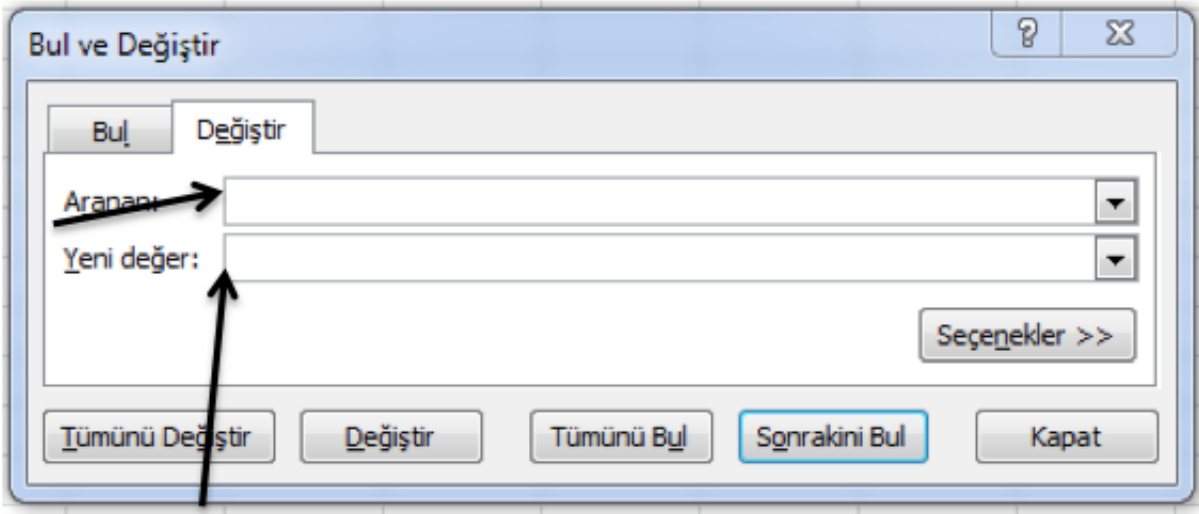 Bul ve Değiştir
Bul Değiştir
Aranan:
Yeni değer:
Seçenekler >>
Tümünü Değiştir Değiştir Tümünü Bul Sonrakini Bul Kapat